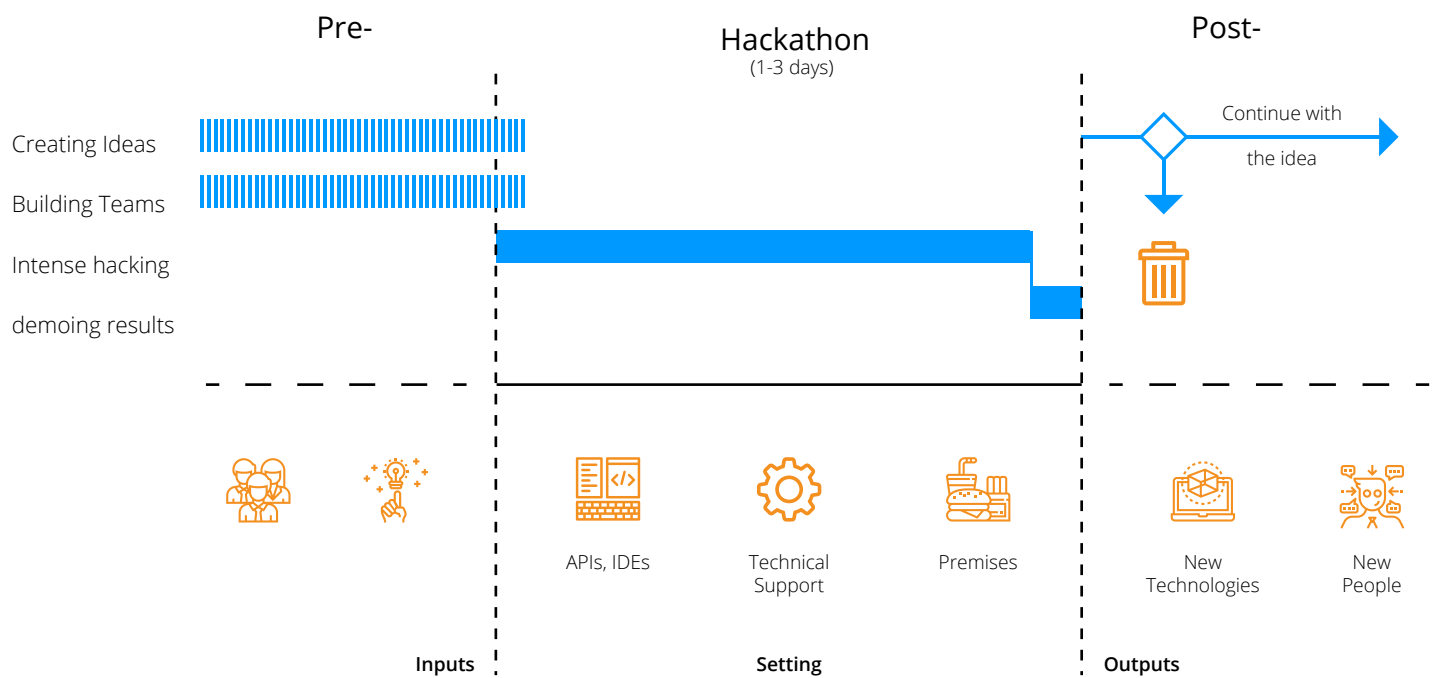 Pre-
Hackathon
(1-3 days)
Post-
Creating Ideas
Building Teams
Intense hacking
demoing results
Continue with
the idea
APIs, IDEs
Technical
Support
Premises
New
Technologies
New
People
Inputs
Setting
Outputs